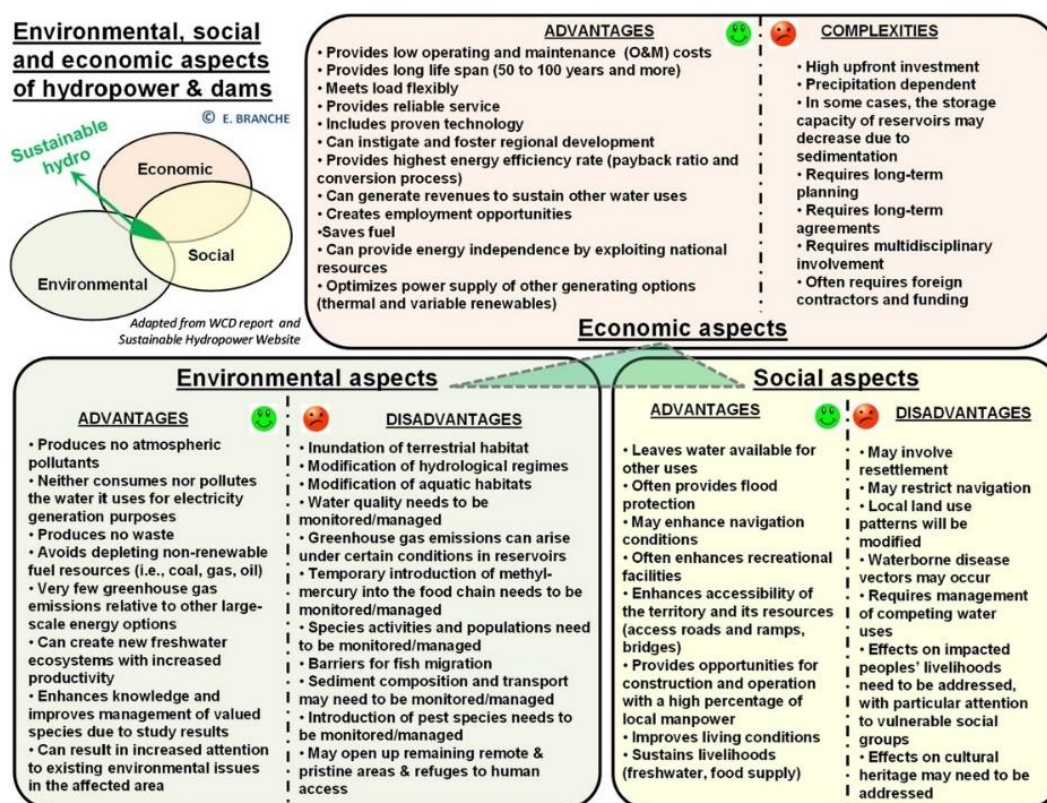 Environmental, social
and economic aspects
of hydropower & dams
© E. BRANCHE
Sustainable
hydro
Economic
Social
Environmental
Adapted from WCD report and
Sustainable Hydropower Website
ADVANTAGES
• Provides low operating and maintenance (O&M) costs
• Provides long life span (50 to 100 years and more)
• Meets load flexibly
• Provides reliable service
• Includes proven technology
• Can instigate and foster regional development
• Provides highest energy efficiency rate (payback ratio and
conversion process)
• Can generate revenues to sustain other water uses
• Creates employment opportunities
•Saves fuel
• Can provide energy independence by exploiting national
resources
• Optimizes power supply of other generating options
(thermal and variable renewables)
COMPLEXITIES
• High upfront investment
• Precipitation dependent
• In some cases, the storage
capacity of reservoirs may
decrease due to
sedimentation
• Requires long-term
planning
• Requires long-term
agreements
• Requires multidisciplinary
involvement
• Often requires foreign
contractors and funding
Economic aspects
Environmental aspects
ADVANTAGES
• Produces no atmospheric
pollutants
• Neither consumes nor pollutes
the water it uses for electricity
generation purposes
• Produces no waste
• Avoids depleting non-renewable
fuel resources (i.e., coal, gas, oil)
• Very few greenhouse gas
emissions relative to other large-
scale energy options
• Can create new freshwater
ecosystems with increased
productivity
• Enhances knowledge and
improves management of valued
species due to study results
• Can result in increased attention
to existing environmental issues
in the affected area
DISADVANTAGES
• Inundation of terrestrial habitat
• Modification of hydrological regimes
• Modification of aquatic habitats
• Water quality needs to be
monitored/managed
• Greenhouse gas emissions can arise
under certain conditions in reservoirs
• Temporary introduction of methyl-
mercury into the food chain needs to be
monitored/managed
• Species activities and populations need
to be monitored/managed
• Barriers for fish migration
• Sediment composition and transport
may need to be monitored/managed
• Introduction of pest species needs to
be monitored/managed
• May open up remaining remote &
pristine areas & refuges to human
access
Social aspects
ADVANTAGES
• Leaves water available for
other uses
• Often provides flood
protection
• May enhance navigation
conditions
• Often enhances recreational
facilities
• Enhances accessibility of
the territory and its resources
(access roads and ramps,
bridges)
• Provides opportunities for
construction and operation
with a high percentage of
local manpower
• Improves living conditions
• Sustains livelihoods
(freshwater, food supply)
DISADVANTAGES
• May involve
resettlement
• May restrict navigation
• Local land use
patterns will be
modified
• Waterborne disease
vectors may occur
• Requires management
of competing water
uses
• Effects on impacted
peoples' livelihoods
need to be addressed,
with particular attention
to vulnerable social
groups
• Effects on cultural
heritage may need to be
addressed